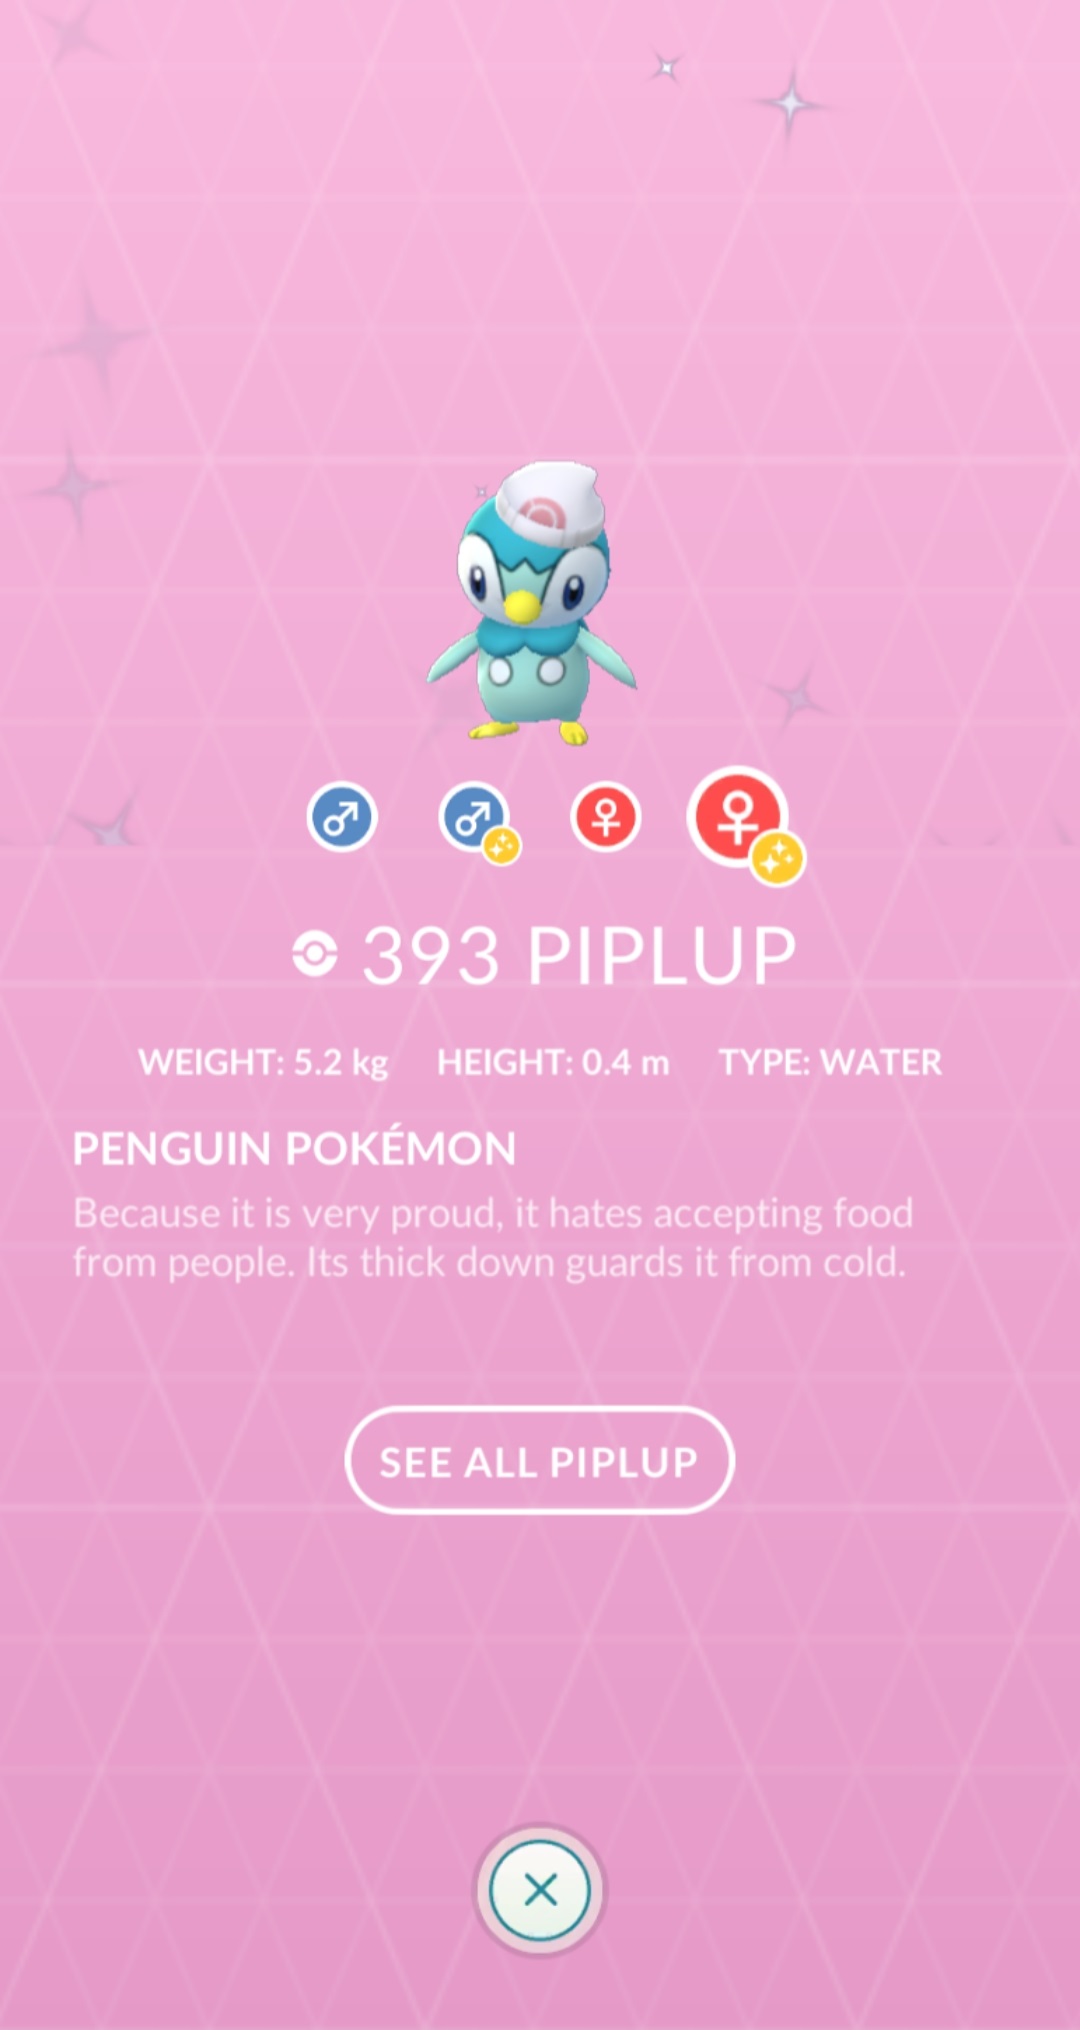 393 PIPLUP
WEIGHT: 5.2 kg HEIGHT: 0.4 m TYPE: WATER
PENGUIN POKÉMON
Because it is very proud, it hates accepting food
from people. Its thick down guards it from cold.
SEE ALL PIPLUP